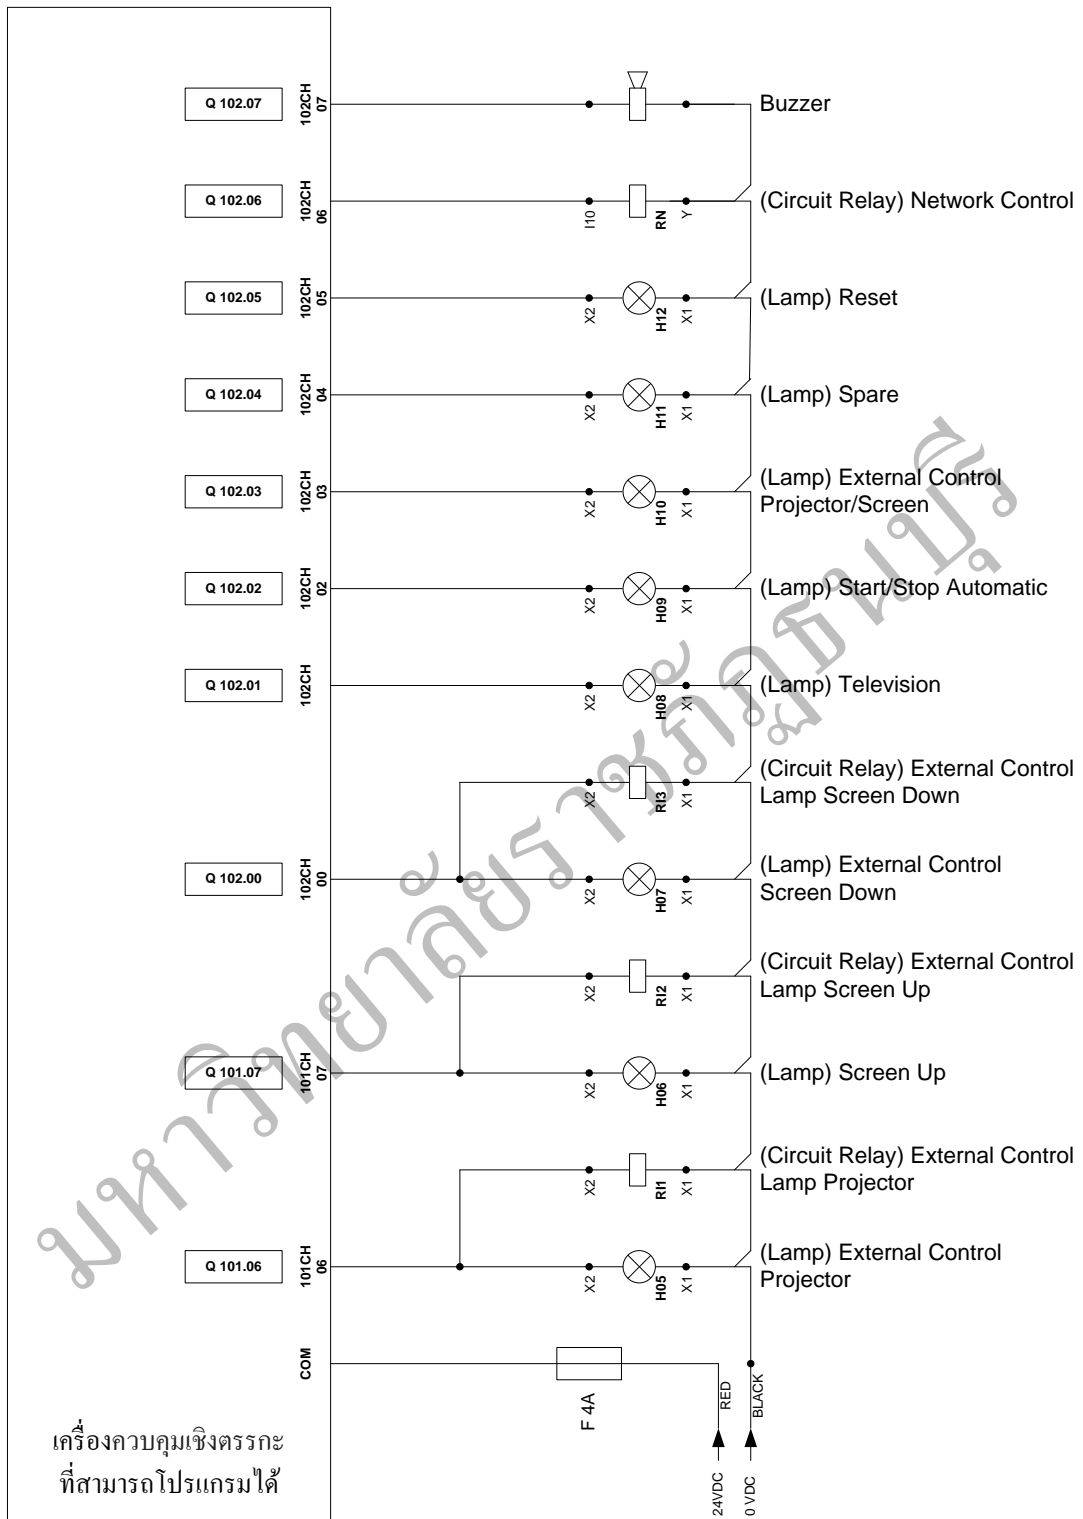 Q 102.07
102CH
07
Buzzer
Q 102.06
102CH
06
I10
RN
Y
(Circuit Relay) Network Control
Q 102.05
102CH
05
X2
H12
X1
(Lamp) Reset
Q 102.04
102CH
04
X2
H11
X1
(Lamp) Spare
Q 102.03
102CH
03
X2
H10
X1
(Lamp) External Control
Projector/Screen
Q 102.02
102CH
02
X2
H09
X1
(Lamp) Start/Stop Automatic
Q 102.01
102CH
X2
H08
X1
(Lamp) Television
X2
RI3
X1
(Circuit Relay) External Control
Lamp Screen Down
Q 102.00
102CH
00
X2
H07
X1
(Lamp) External Control
Screen Down
X2
RI2
X1
(Circuit Relay) External Control
Lamp Screen Up
Q 101.07
101CH
07
X2
H06
X1
(Lamp) Screen Up
X2
RI1
X1
(Circuit Relay) External Control
Lamp Projector
Q 101.06
101CH
06
X2
H05
X1
(Lamp) External Control
Projector
COM
F 4A
RED
BLACK
24VDC
0 VDC
เครื่องควบคุมเชิงตรรกะ
ที่สามารถโปรแกรมได้
มหาวิทยาลัยราชภัฏธนบุรี